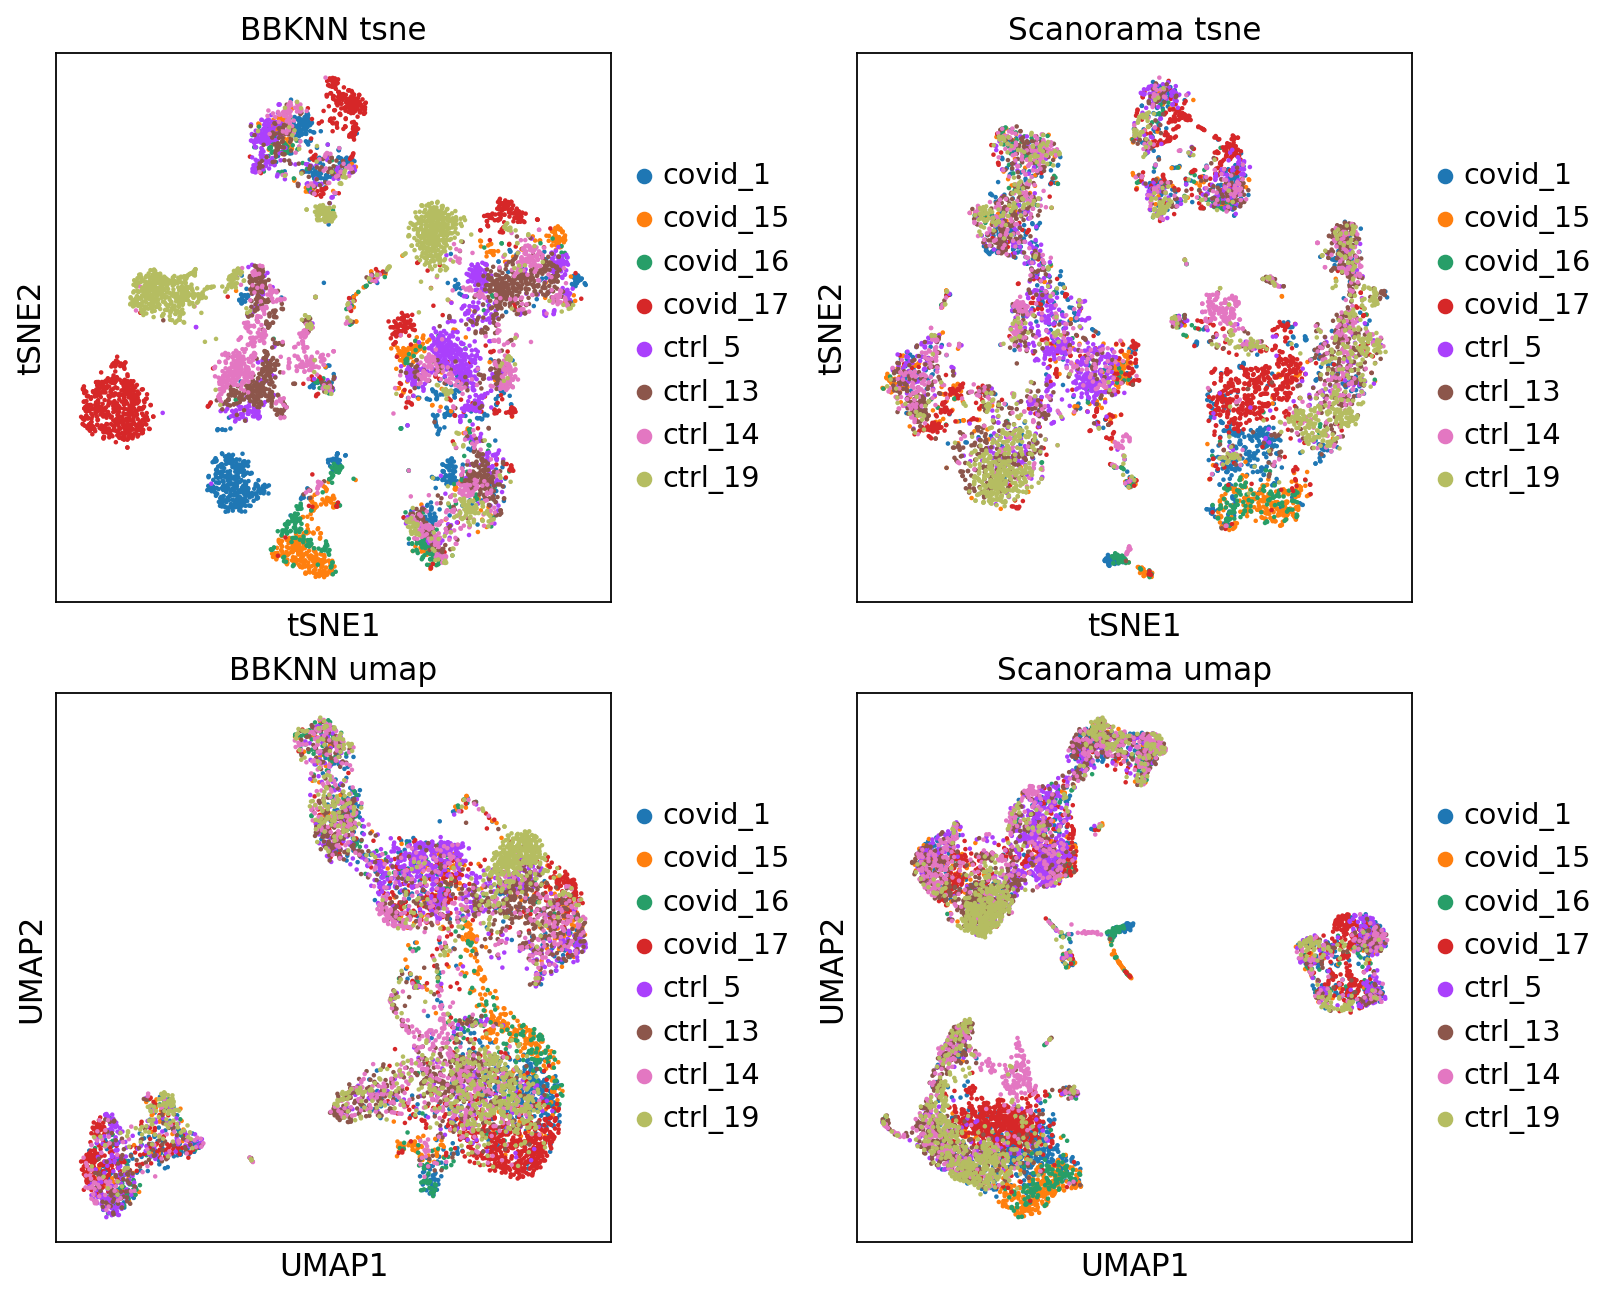 BBKNN tsne
tSNE2
tSNE1
covid_1
covid_15
covid_16
covid_17
ctrl_5
ctrl_13
ctrl_14
ctrl_19
Scanorama tsne
tSNE2
tSNE1
covid_1
covid_15
covid_16
covid_17
ctrl_5
ctrl_13
ctrl_14
ctrl_19
BBKNN umap
UMAP2
UMAP1
covid_1
covid_15
covid_16
covid_17
ctrl_5
ctrl_13
ctrl_14
ctrl_19
Scanorama umap
UMAP2
UMAP1
covid_1
covid_15
covid_16
covid_17
ctrl_5
ctrl_13
ctrl_14
ctrl_19